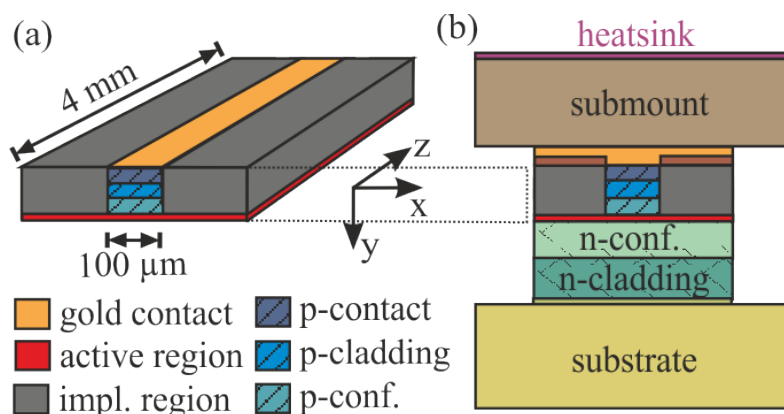 (a)
4 mm
z
x
y
100 µm
gold contact
active region
impl. region
p-contact
p-cladding
p-conf.
(b)
heatsink
submount
n-conf.
n-cladding
substrate